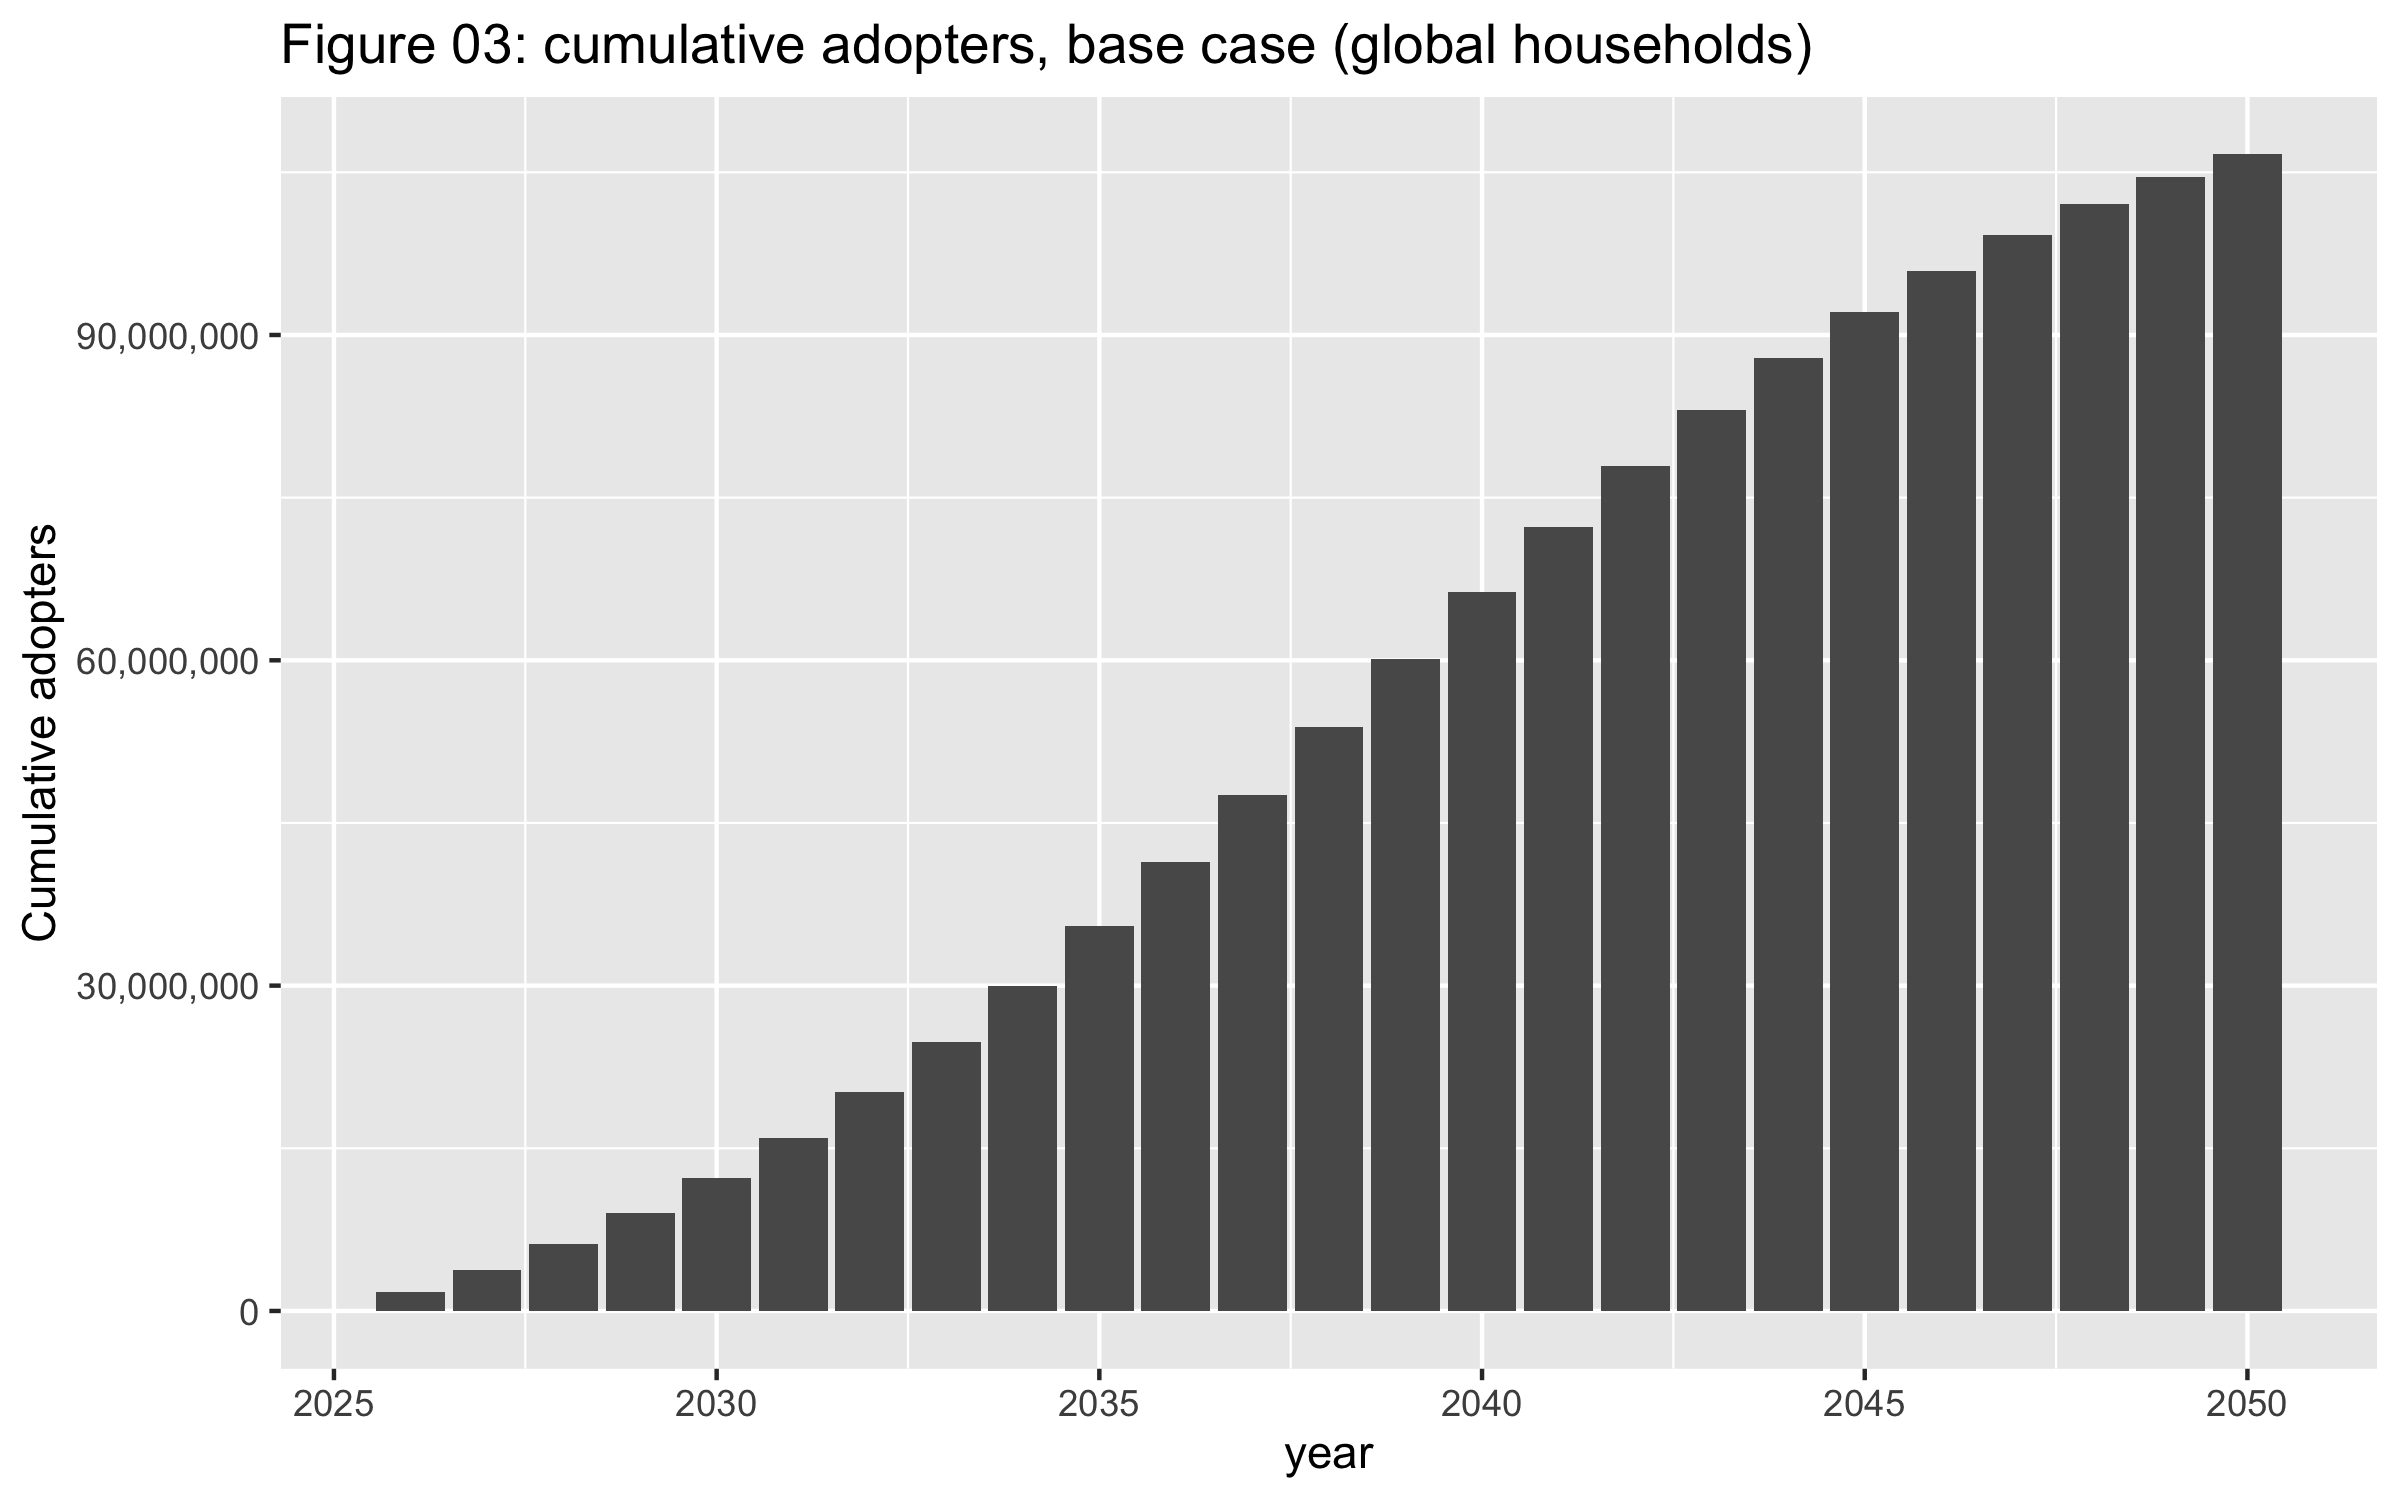 Figure 03: cumulative adopters, base case (global households)
Cumulative adopters
90,000,000
60,000,000
30,000,000
0
2025 2030 2035 2040 2045 2050
year